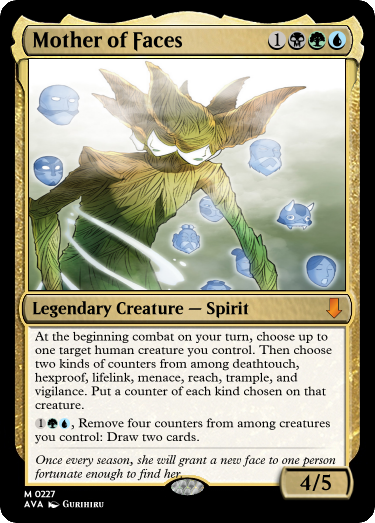 Mother of Faces 1
Legendary Creature — Spirit
At the beginning combat on your turn, choose up to
one target human creature you control. Then choose
two kinds of counters from among deathtouch,
hexproof, lifelink, menace, reach, trample, and
vigilance. Put a counter of each kind chosen on that
creature.
1, Remove four counters from among creatures
you control: Draw two cards.
Once every season, she will grant a new face to one person
fortunate enough to find her.
4/5
M 0227
AVA Gurihiru